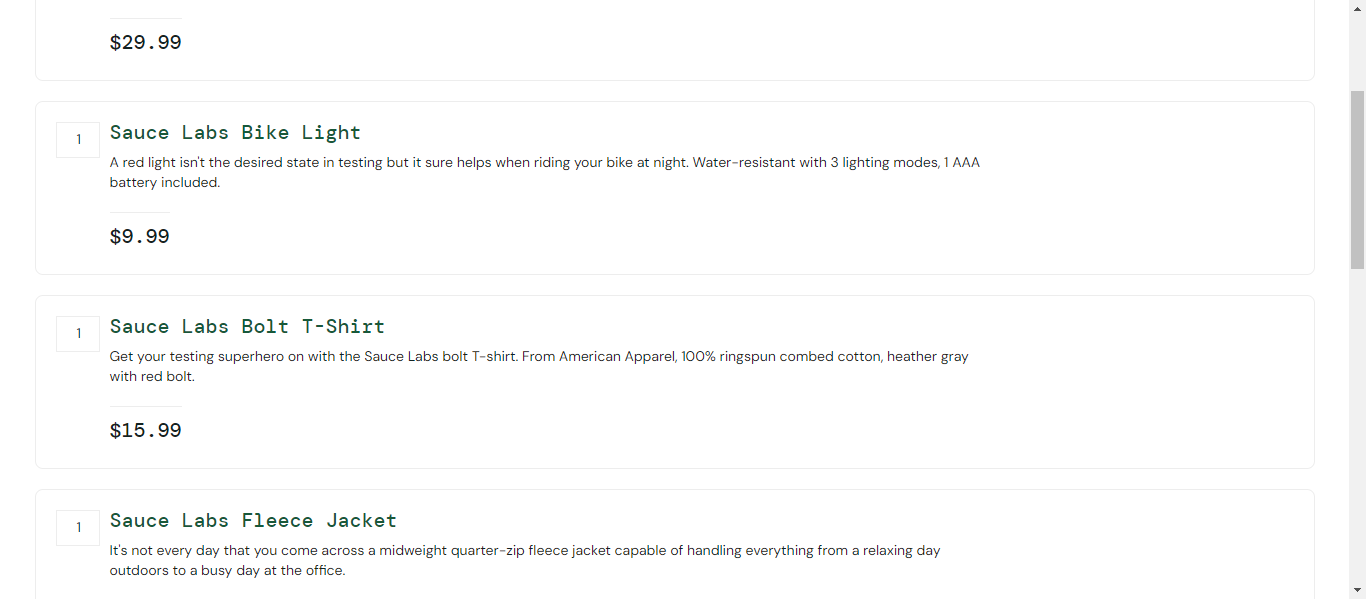 $29.99
1
Sauce Labs Bike Light
A red light isn't the desired state in testing but it sure helps when riding your bike at night. Water-resistant with 3 lighting modes, 1 AAA
battery included.
$9.99
1
Sauce Labs Bolt T-Shirt
Get your testing superhero on with the Sauce Labs bolt T-shirt. From American Apparel, 100% ringspun combed cotton, heather gray
with red bolt.
$15.99
1
Sauce Labs Fleece Jacket
It's not every day that you come across a midweight quarter-zip fleece jacket capable of handling everything from a relaxing day
outdoors to a busy day at the office.